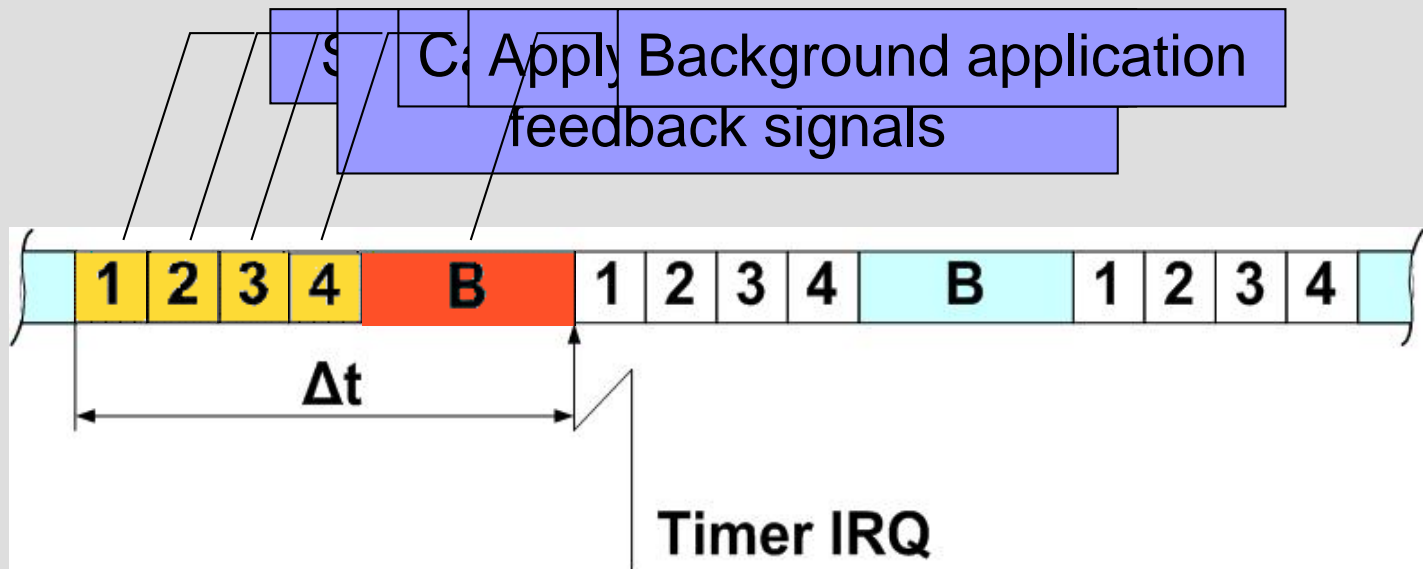 Apply Background application
feedback signals
1 2 3 4 B 1 2 3 4 B 1 2 3 4
Δt
Timer IRQ